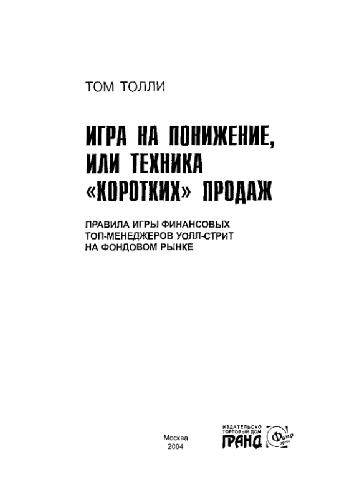 ТОМ ТОЛЛИ
ИГРА НА ПОНИЖЕНИЕ,
ИЛИ ТЕХНИКА
«КОРОТКИХ» ПРОДАЖ
ПРАВИЛА ИГРЫ ФИНАНСОВЫХ
ТОП-МЕНЕДЖЕРОВ УОЛЛ-СТРИТ
НА ФОНДОВОМ РЫНКЕ
Москва
2004
ИЗДАТЕЛЬСКО
ТОРГОВЫЙ ДОМ
ГРАНД